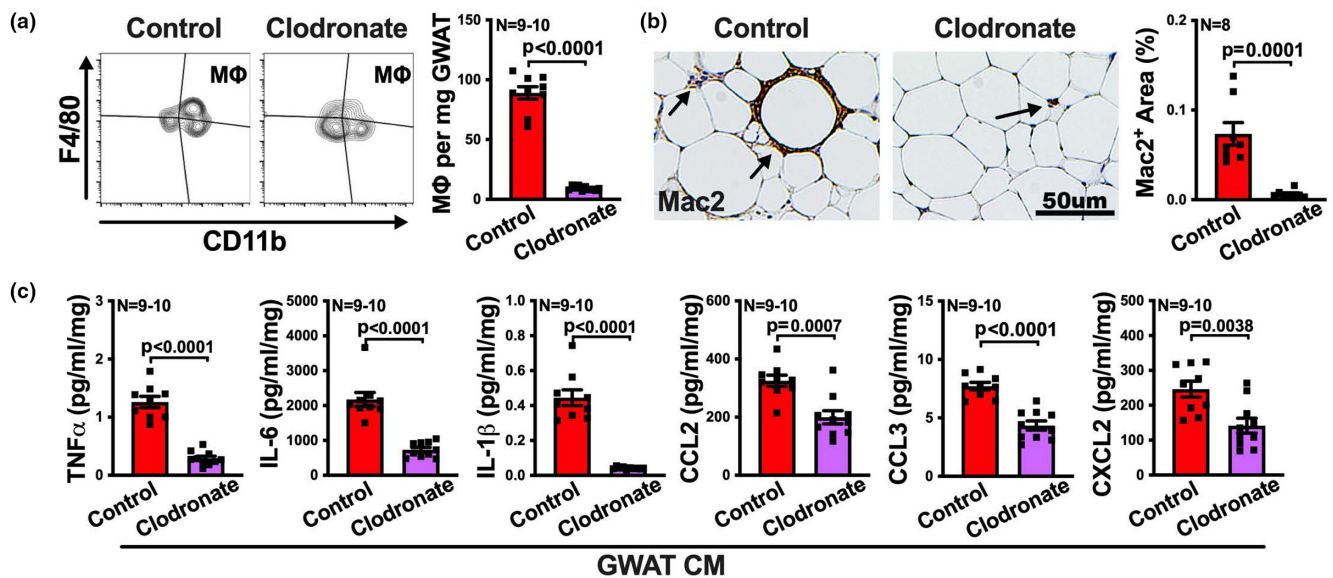 (a)
Control
Clodronate
MΦ
MΦ
F4/80
CD11b
MΦ per mg GWAT
N=9-10
p<0.0001
150
100
50
0
Control
Clodronate
(b)
Control
Clodronate
Mac2
50um
Mac2+ Area (%)
N=8
p=0.0001
0.2
0.1
0.0
Control
Clodronate
(c)
TNFα (pg/ml/mg)
N=9-10
p<0.0001
3
2
1
0
Control
Clodronate
IL-6 (pg/ml/mg)
N=9-10
p<0.0001
5000
4000
3000
2000
1000
0
Control
Clodronate
IL-1β (pg/ml/mg)
N=9-10
p<0.0001
1.0
0.8
0.6
0.4
0.2
0.0
Control
Clodronate
CCL2 (pg/ml/mg)
N=9-10
p=0.0007
600
400
200
0
Control
Clodronate
CCL3 (pg/ml/mg)
N=9-10
p<0.0001
15
10
5
0
Control
Clodronate
CXCL2 (pg/ml/mg)
N=9-10
p=0.0038
500
400
300
200
100
0
Control
Clodronate
GWAT CM